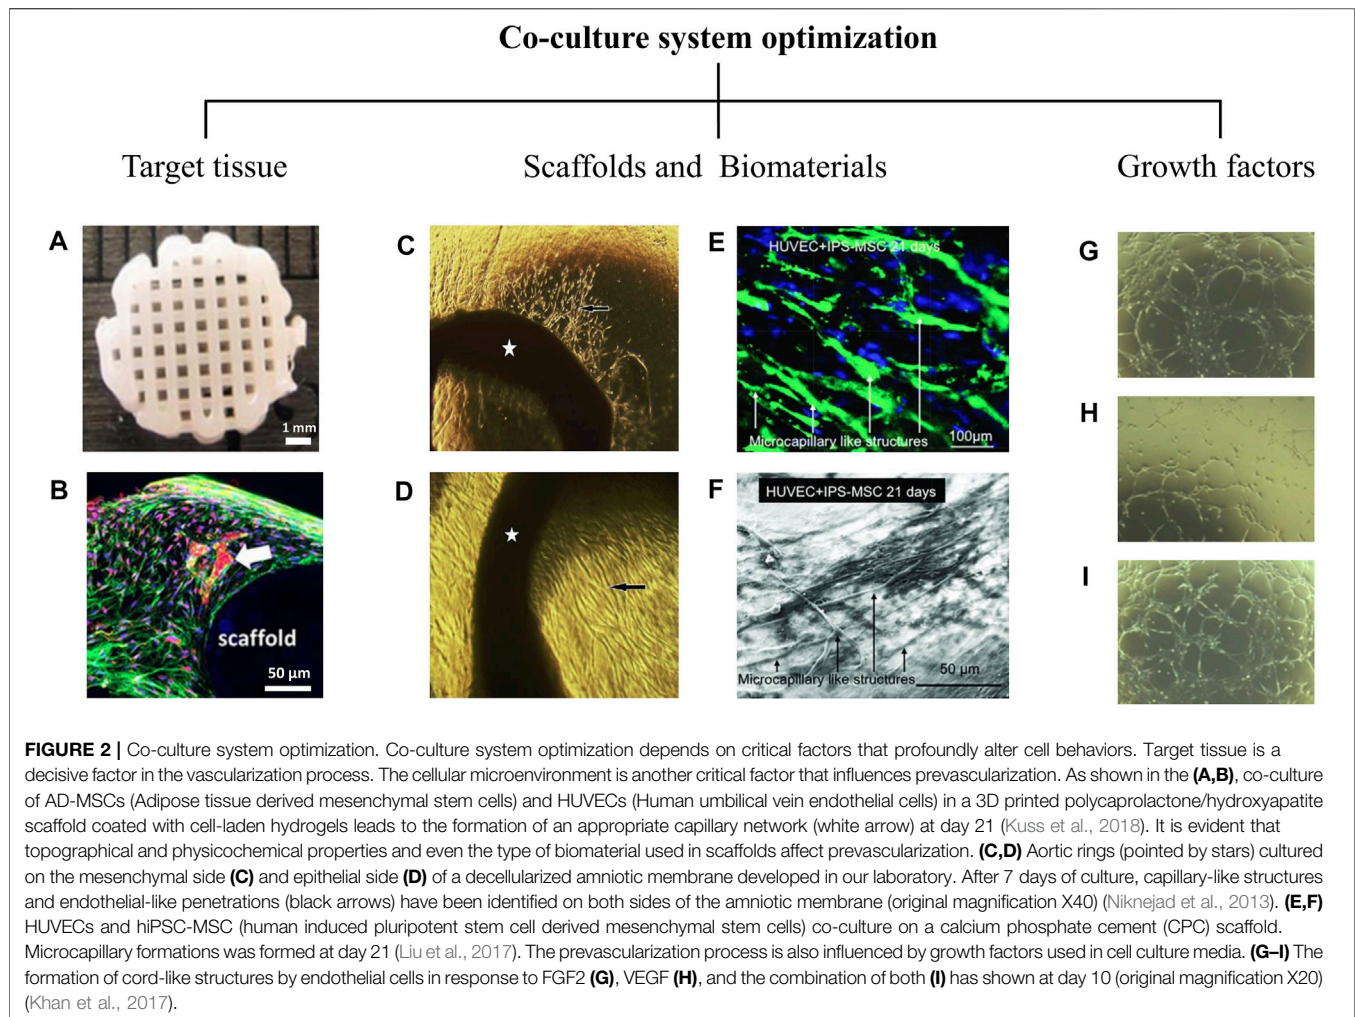 Co-culture system optimization
Target tissue
Scaffolds and Biomaterials
Growth factors
A
1 mm
B
scaffold
50 µm
C
D
E
HUVEC+IPS-MSC 21 days
Microcapillary like structures
100µm
F
HUVEC+IPS-MSC 21 days
Microcapillary like structures
50 µm
G
H
I
FIGURE 2 | Co-culture system optimization. Co-culture system optimization depends on critical factors that profoundly alter cell behaviors. Target tissue is a
decisive factor in the vascularization process. The cellular microenvironment is another critical factor that influences prevascularization. As shown in the (A,B), co-culture
of AD-MSCs (Adipose tissue derived mesenchymal stem cells) and HUVECs (Human umbilical vein endothelial cells) in a 3D printed polycaprolactone/hydroxyapatite
scaffold coated with cell-laden hydrogels leads to the formation of an appropriate capillary network (white arrow) at day 21 (Kuss et al., 2018). It is evident that
topographical and physicochemical properties and even the type of biomaterial used in scaffolds affect prevascularization. (C,D) Aortic rings (pointed by stars) cultured
on the mesenchymal side (C) and epithelial side (D) of a decellularized amniotic membrane developed in our laboratory. After 7 days of culture, capillary-like structures
and endothelial-like penetrations (black arrows) have been identified on both sides of the amniotic membrane (original magnification X40) (Niknejad et al., 2013). (E,F)
HUVECs and hiPSC-MSC (human induced pluripotent stem cell derived mesenchymal stem cells) co-culture on a calcium phosphate cement (CPC) scaffold.
Microcapillary formations was formed at day 21 (Liu et al., 2017). The prevascularization process is also influenced by growth factors used in cell culture media. (G–I) The
formation of cord-like structures by endothelial cells in response to FGF2 (G), VEGF (H), and the combination of both (I) has shown at day 10 (original magnification X20)
(Khan et al., 2017).